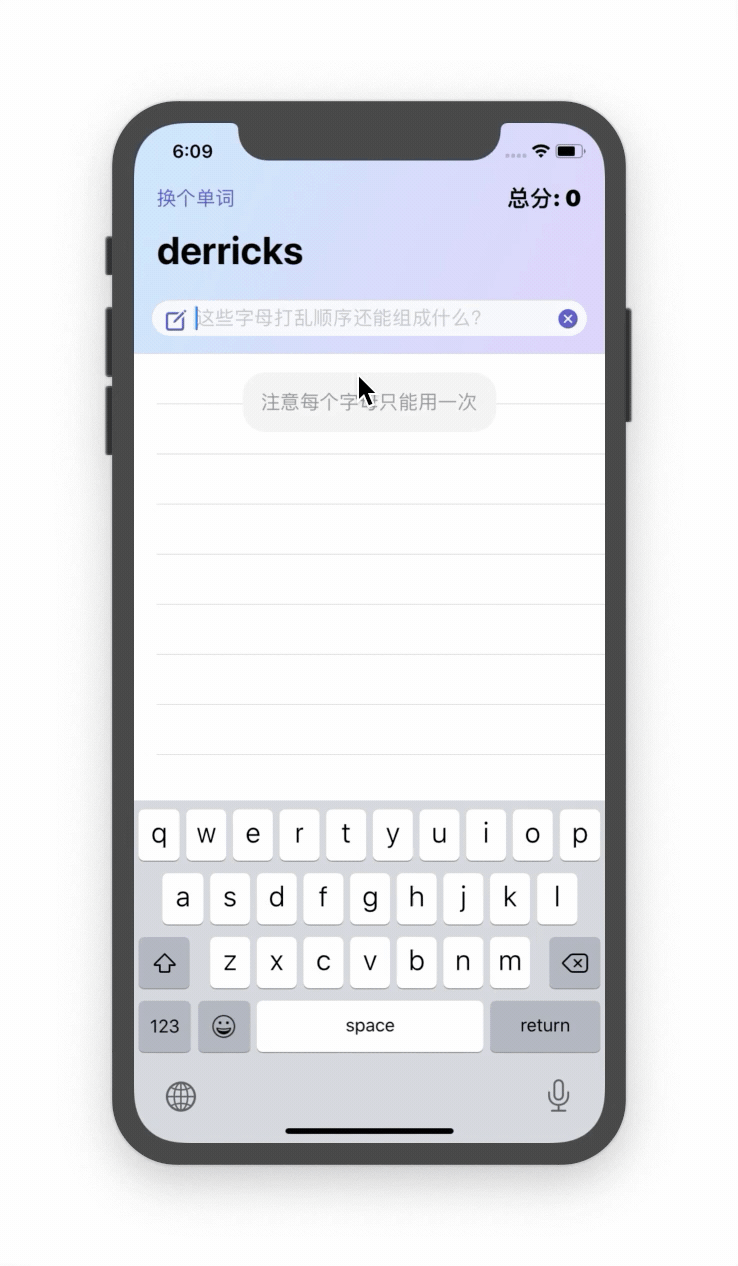 6:09
换个单词 总分: 0
derricks
这些字母打乱顺序还能组成什么?
注意每个字母只能用一次
q w e r t y u i o p
a s d f g h j k l
z x c v b n m
123 space return